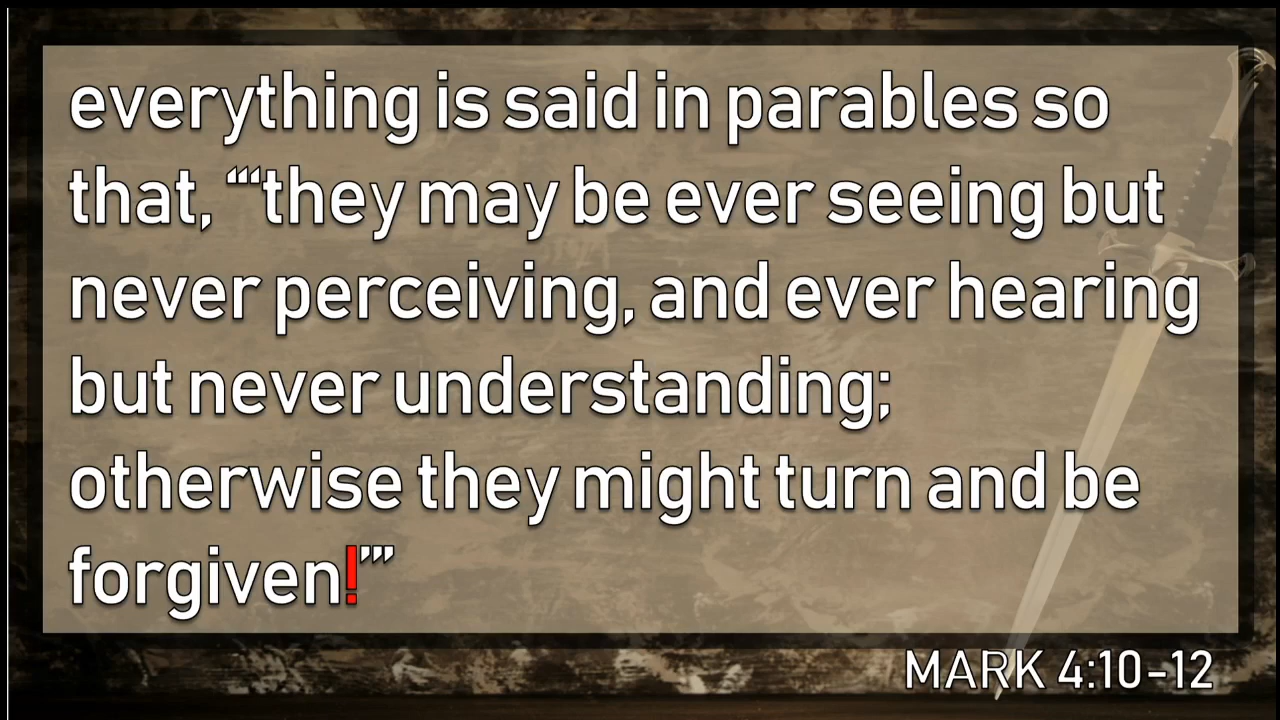 everything is said in parables so
that, “‘“they may be ever seeing but
never perceiving, and ever hearing
but never understanding;
otherwise they might turn and be
forgiven!’”
MARK 4:10-12